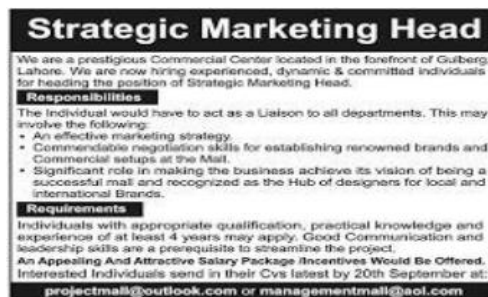 Strategic Marketing Head
We are a prestigious Commercial Center located in the forefront of Gulberg,
Lahore. We are now hiring experienced, dynamic & committed individuals
for heading the position of Strategic Marketing Head.
Responsibilities
The Individual would have to act as a Liaison to all departments. This may
involve the following:
• An effective marketing strategy.
• Commendable negotiation skills for establishing renowned brands and
Commercial setups at the Mall.
• Significant role in making the business achieve its vision of being a
successful mall and recognized as the Hub of designers for local and
international Brands.
Requirements
Individuals with appropriate qualification, practical knowledge and
experience of at least 4 years may apply. Good Communication and
leadership skills are a prerequisite to streamline the project.
An Appealing And Attractive Salary Package /Incentives Would Be Offered.
Interested Individuals send in their Cvs latest by 20th September at:
projectmall@outlook.com or managementmall@aol.com